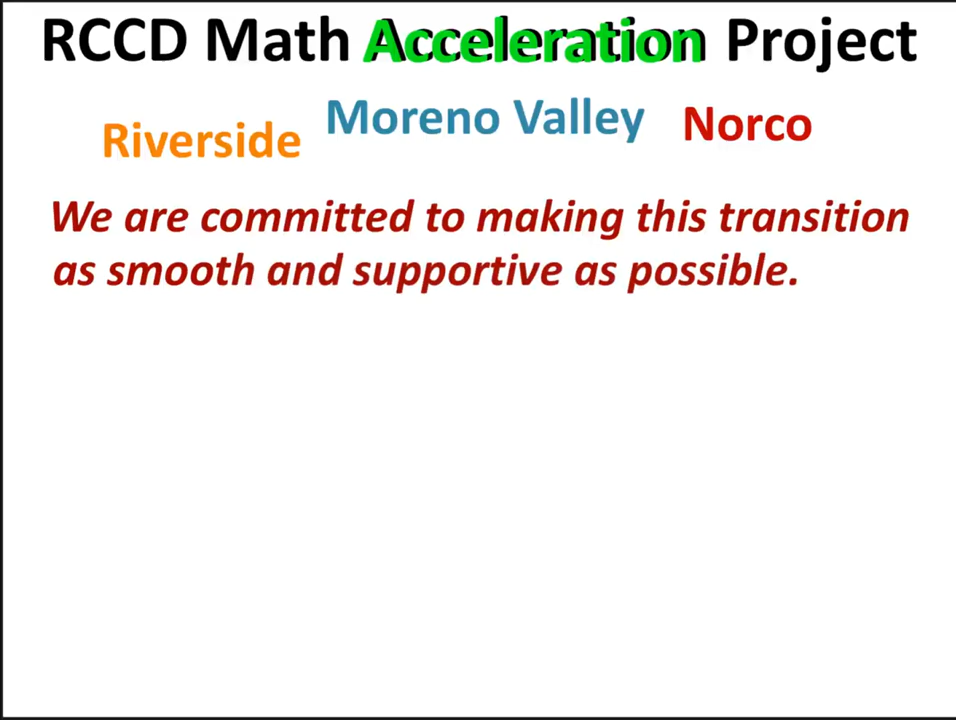 RCCD Math Acceleration Project
Riverside Moreno Valley Norco
We are committed to making this transition
as smooth and supportive as possible.